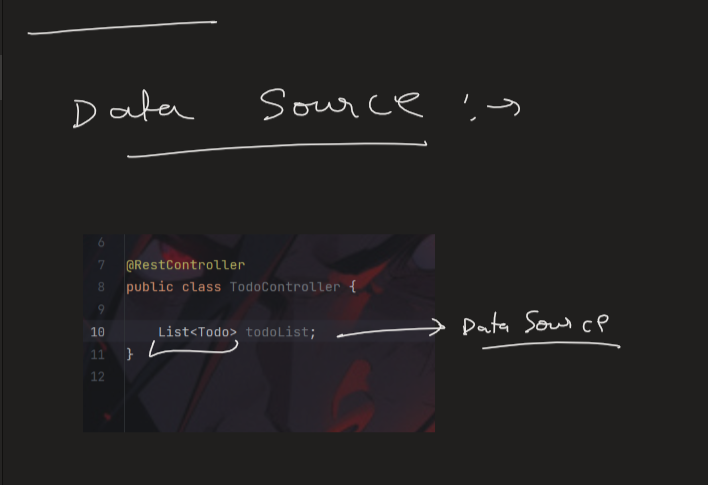 Data Source :→
6
7 @RestController
8 public class TodoController {
9
10 List<Todo> todoList; → Data Source
11 }
12